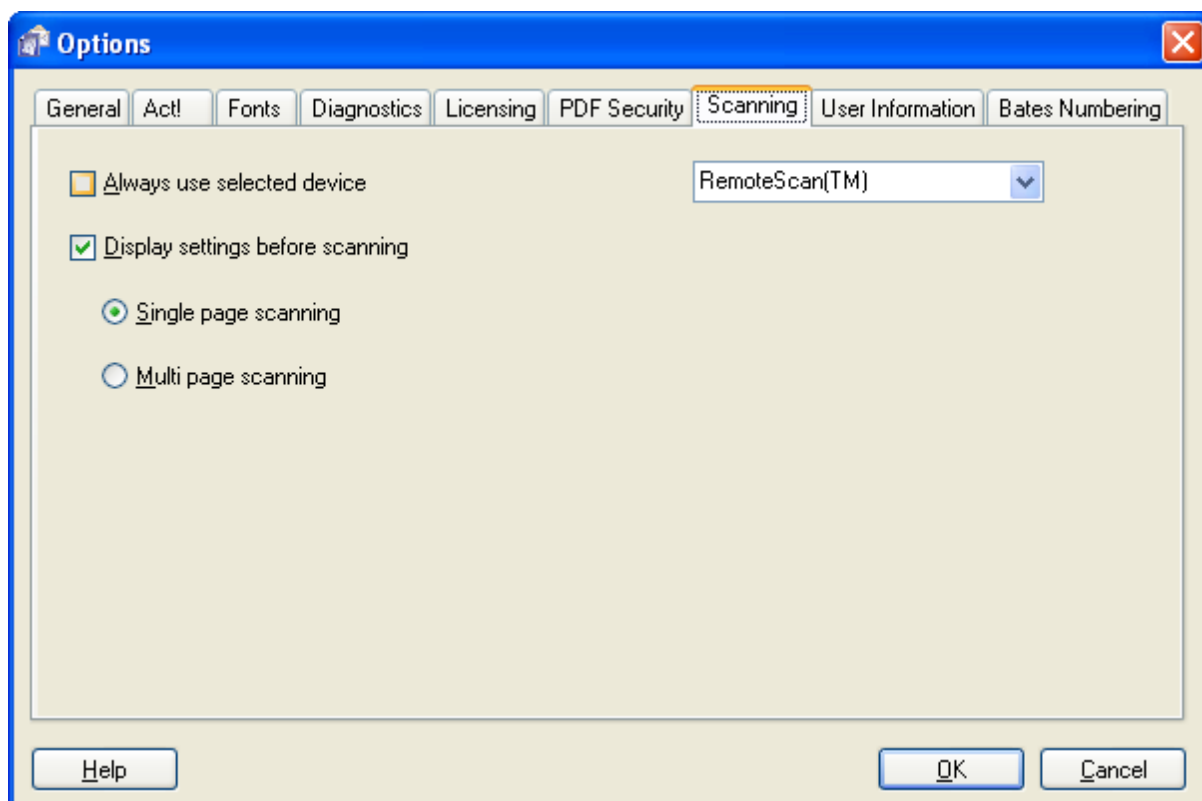 Options
General Act! Fonts Diagnostics Licensing PDF Security Scanning User Information Bates Numbering
Always use selected device RemoteScan(TM)
Display settings before scanning
Single page scanning
Multi page scanning
Help OK Cancel